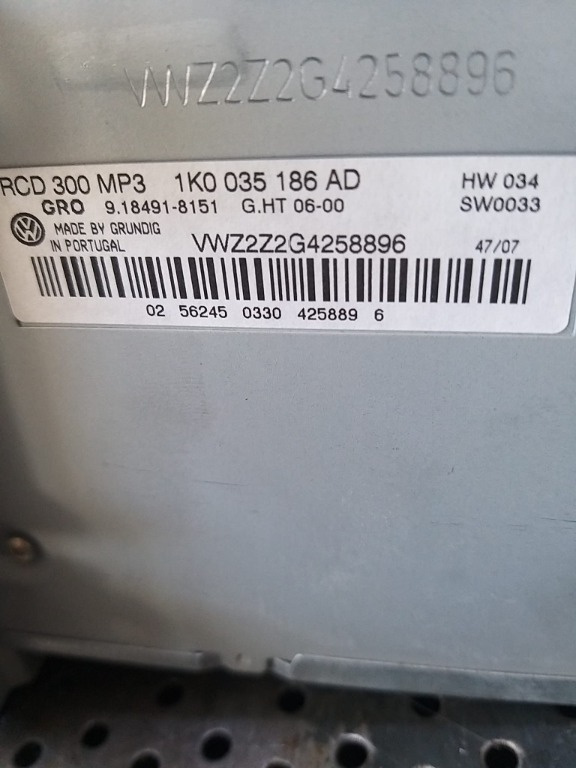 VWZ2Z2G4258896
RCD 300 MP3 1K0 035 186 AD HW 034
GRO 9.18491-8151 G.HT 06-00 SW0033
MADE BY GRUNDIG
IN PORTUGAL VWZ2Z2G4258896 47/07
02 56245 0330 425889 6